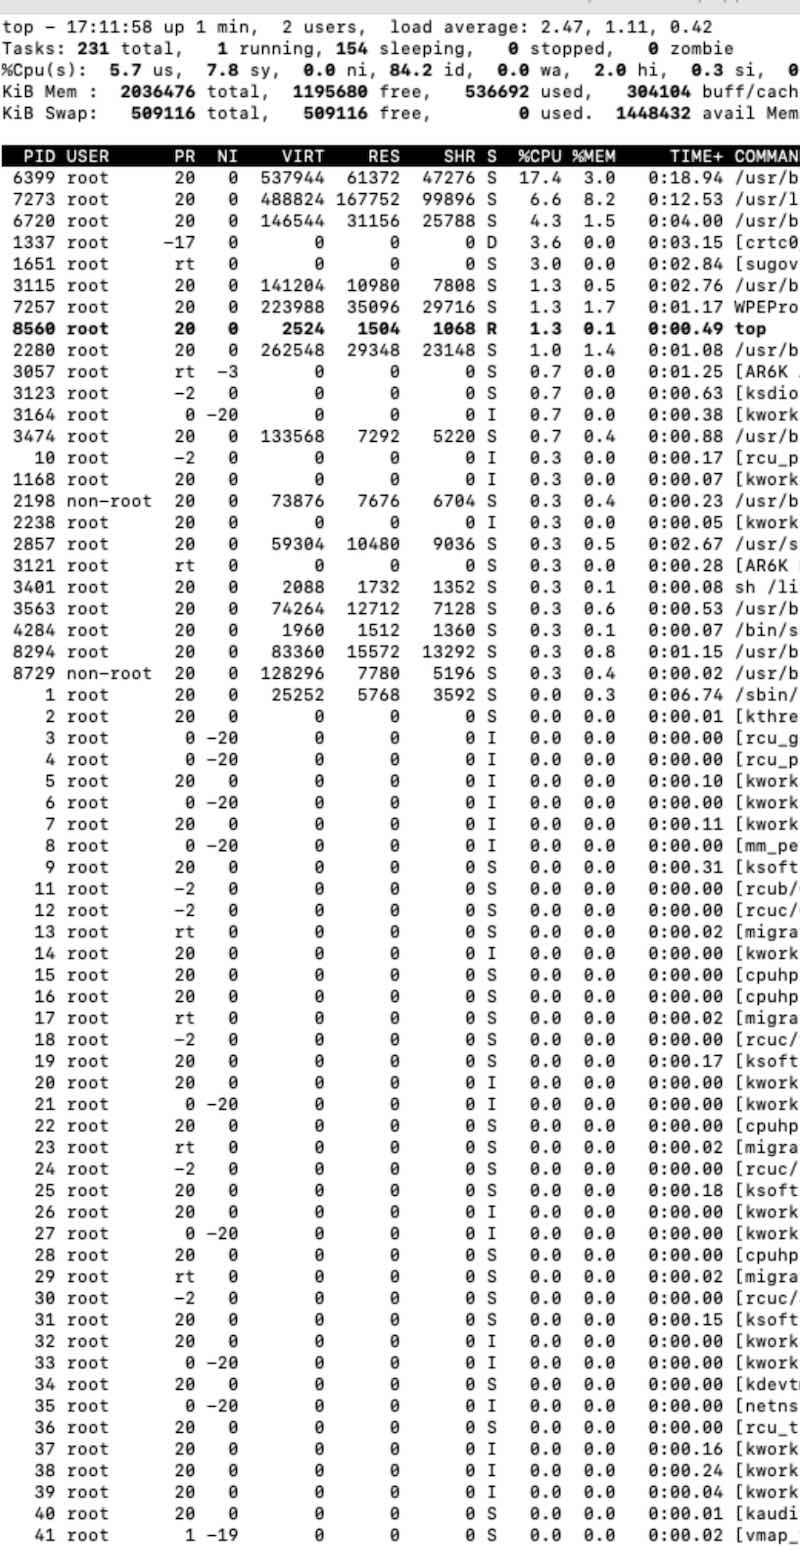 top - 17:11:58 up 1 min,  2 users,  load average: 2.47, 1.11, 0.42
Tasks: 231 total,   1 running, 154 sleeping,   0 stopped,   0 zombie
%Cpu(s):  5.7 us,  7.8 sy,  0.0 ni, 84.2 id,  0.0 wa,  2.0 hi,  0.3 si,  0
KiB Mem :  2036476 total,  1195680 free,   536692 used,   304104 buff/cach
KiB Swap:   509116 total,   509116 free,        0 used.  1448432 avail Mem
PID USER PR NI VIRT RES SHR S %CPU %MEM TIME+ COMMAN
6399 root 20 0 537944 61372 47276 S 17.4 3.0 0:18.94 /usr/b
7273 root 20 0 488824 167752 99896 S 6.6 8.2 0:12.53 /usr/l
6720 root 20 0 146544 31156 25788 S 4.3 1.5 0:04.00 /usr/b
1337 root -17 0 0 0 0 D 3.6 0.0 0:03.15 [crtc0
1651 root rt 0 0 0 0 S 3.0 0.0 0:02.84 [sugov
3115 root 20 0 141204 10980 7808 S 1.3 0.5 0:02.76 /usr/b
7257 root 20 0 223988 35096 29716 S 1.3 1.7 0:01.17 WPEPro
8560 root 20 0 2524 1504 1068 R 1.3 0.1 0:00.49 top
2280 root 20 0 262548 29348 23148 S 1.0 1.4 0:01.08 /usr/b
3057 root rt -3 0 0 0 S 0.7 0.0 0:01.25 [AR6K
3123 root -2 0 0 0 0 S 0.7 0.0 0:00.63 [ksdio
3164 root 0 -20 0 0 0 I 0.7 0.0 0:00.38 [kwork
3474 root 20 0 133568 7292 5220 S 0.7 0.4 0:00.88 /usr/b
10 root -2 0 0 0 0 I 0.3 0.0 0:00.17 [rcu_p
1168 root 20 0 0 0 0 I 0.3 0.0 0:00.07 [kwork
2198 non-root 20 0 73876 7676 6704 S 0.3 0.4 0:00.23 /usr/b
2238 root 20 0 0 0 0 I 0.3 0.0 0:00.05 [kwork
2857 root 20 0 59304 10480 9036 S 0.3 0.5 0:02.67 /usr/s
3121 root rt 0 0 0 0 S 0.3 0.0 0:00.28 [AR6K
3401 root 20 0 2088 1732 1352 S 0.3 0.1 0:00.08 sh /li
3563 root 20 0 74264 12712 7128 S 0.3 0.6 0:00.53 /usr/b
4284 root 20 0 1960 1512 1360 S 0.3 0.1 0:00.07 /bin/s
8294 root 20 0 83360 15572 13292 S 0.3 0.8 0:01.15 /usr/b
8729 non-root 20 0 128296 7780 5196 S 0.3 0.4 0:00.02 /usr/b
1 root 20 0 25252 5768 3592 S 0.0 0.3 0:06.74 /sbin/
2 root 20 0 0 0 0 S 0.0 0.0 0:00.01 [kthre
3 root 0 -20 0 0 0 I 0.0 0.0 0:00.00 [rcu_g
4 root 0 -20 0 0 0 I 0.0 0.0 0:00.00 [rcu_p
5 root 20 0 0 0 0 I 0.0 0.0 0:00.10 [kwork
6 root 0 -20 0 0 0 I 0.0 0.0 0:00.00 [kwork
7 root 20 0 0 0 0 I 0.0 0.0 0:00.11 [kwork
8 root 0 -20 0 0 0 I 0.0 0.0 0:00.00 [mm_pe
9 root 20 0 0 0 0 S 0.0 0.0 0:00.31 [ksoft
11 root -2 0 0 0 0 S 0.0 0.0 0:00.00 [rcub/
12 root -2 0 0 0 0 S 0.0 0.0 0:00.00 [rcuc/
13 root rt 0 0 0 0 S 0.0 0.0 0:00.02 [migra
14 root 20 0 0 0 0 I 0.0 0.0 0:00.00 [kwork
15 root 20 0 0 0 0 S 0.0 0.0 0:00.00 [cpuhp
16 root 20 0 0 0 0 S 0.0 0.0 0:00.00 [cpuhp
17 root rt 0 0 0 0 S 0.0 0.0 0:00.02 [migra
18 root -2 0 0 0 0 S 0.0 0.0 0:00.00 [rcuc/
19 root 20 0 0 0 0 S 0.0 0.0 0:00.17 [ksoft
20 root 20 0 0 0 0 I 0.0 0.0 0:00.00 [kwork
21 root 0 -20 0 0 0 I 0.0 0.0 0:00.00 [kwork
22 root 20 0 0 0 0 S 0.0 0.0 0:00.00 [cpuhp
23 root rt 0 0 0 0 S 0.0 0.0 0:00.02 [migra
24 root -2 0 0 0 0 S 0.0 0.0 0:00.00 [rcuc/
25 root 20 0 0 0 0 S 0.0 0.0 0:00.18 [ksoft
26 root 20 0 0 0 0 I 0.0 0.0 0:00.00 [kwork
27 root 0 -20 0 0 0 I 0.0 0.0 0:00.00 [kwork
28 root 20 0 0 0 0 S 0.0 0.0 0:00.00 [cpuhp
29 root rt 0 0 0 0 S 0.0 0.0 0:00.02 [migra
30 root -2 0 0 0 0 S 0.0 0.0 0:00.00 [rcuc/
31 root 20 0 0 0 0 S 0.0 0.0 0:00.15 [ksoft
32 root 20 0 0 0 0 I 0.0 0.0 0:00.00 [kwork
33 root 0 -20 0 0 0 I 0.0 0.0 0:00.00 [kwork
34 root 20 0 0 0 0 S 0.0 0.0 0:00.00 [kdevt
35 root 0 -20 0 0 0 I 0.0 0.0 0:00.00 [netns
36 root 20 0 0 0 0 S 0.0 0.0 0:00.00 [rcu_t
37 root 20 0 0 0 0 I 0.0 0.0 0:00.16 [kwork
38 root 20 0 0 0 0 I 0.0 0.0 0:00.24 [kwork
39 root 20 0 0 0 0 I 0.0 0.0 0:00.04 [kwork
40 root 20 0 0 0 0 S 0.0 0.0 0:00.01 [kaudi
41 root 1 -19 0 0 0 S 0.0 0.0 0:00.02 [vmap_